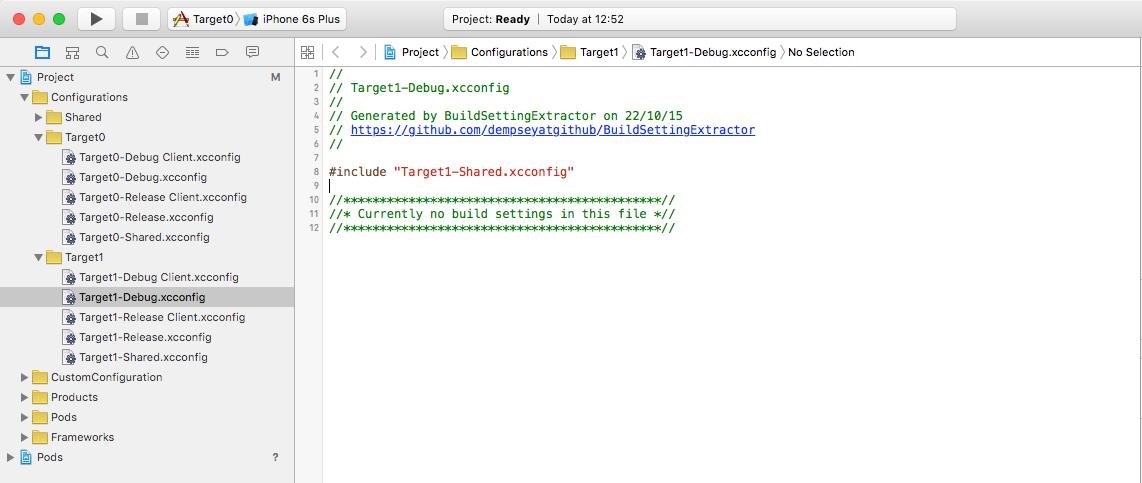 Target0 iPhone 6s Plus
Project: Ready | Today at 12:52
Project Configurations Target1 Target1-Debug.xcconfig No Selection
Project M
Configurations
Shared
Target0
Target0-Debug Client.xcconfig
Target0-Debug.xcconfig
Target0-Release Client.xcconfig
Target0-Release.xcconfig
Target0-Shared.xcconfig
Target1
Target1-Debug Client.xcconfig
Target1-Debug.xcconfig
Target1-Release Client.xcconfig
Target1-Release.xcconfig
Target1-Shared.xcconfig
CustomConfiguration
Products
Pods
Frameworks
Pods ?
1 //
2 // Target1-Debug.xcconfig
3 //
4 // Generated by BuildSettingExtractor on 22/10/15
5 // https://github.com/dempseyatgithub/BuildSettingExtractor
6 //
7
8 #include "Target1-Shared.xcconfig"
9
10 //********************************************//
11 //* Currently no build settings in this file *//
12 //********************************************//